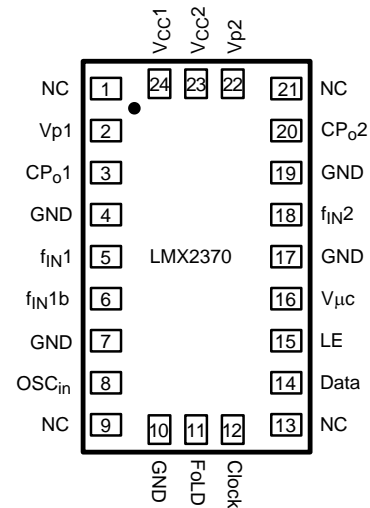 Vcc1 Vcc2 Vp2
24 23 22
NC 1 21 NC
Vp1 2 20 CPo2
CPo1 3 19 GND
GND 4 18 fIN2
fIN1 5 LMX2370 17 GND
fIN1b 6 16 Vμc
GND 7 15 LE
OSCin 8 14 Data
NC 9 13 NC
10 11 12
GND FoLD Clock